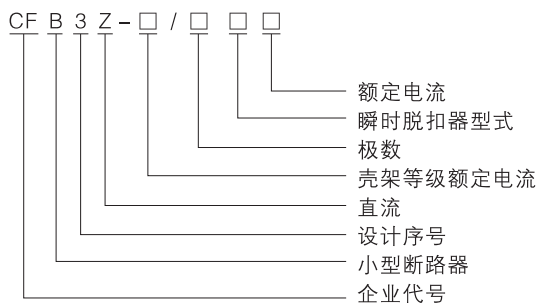 CF B 3 Z - □ / □ □ □
额定电流
瞬时脱扣器型式
极数
壳架等级额定电流
直流
设计序号
小型断路器
企业代号